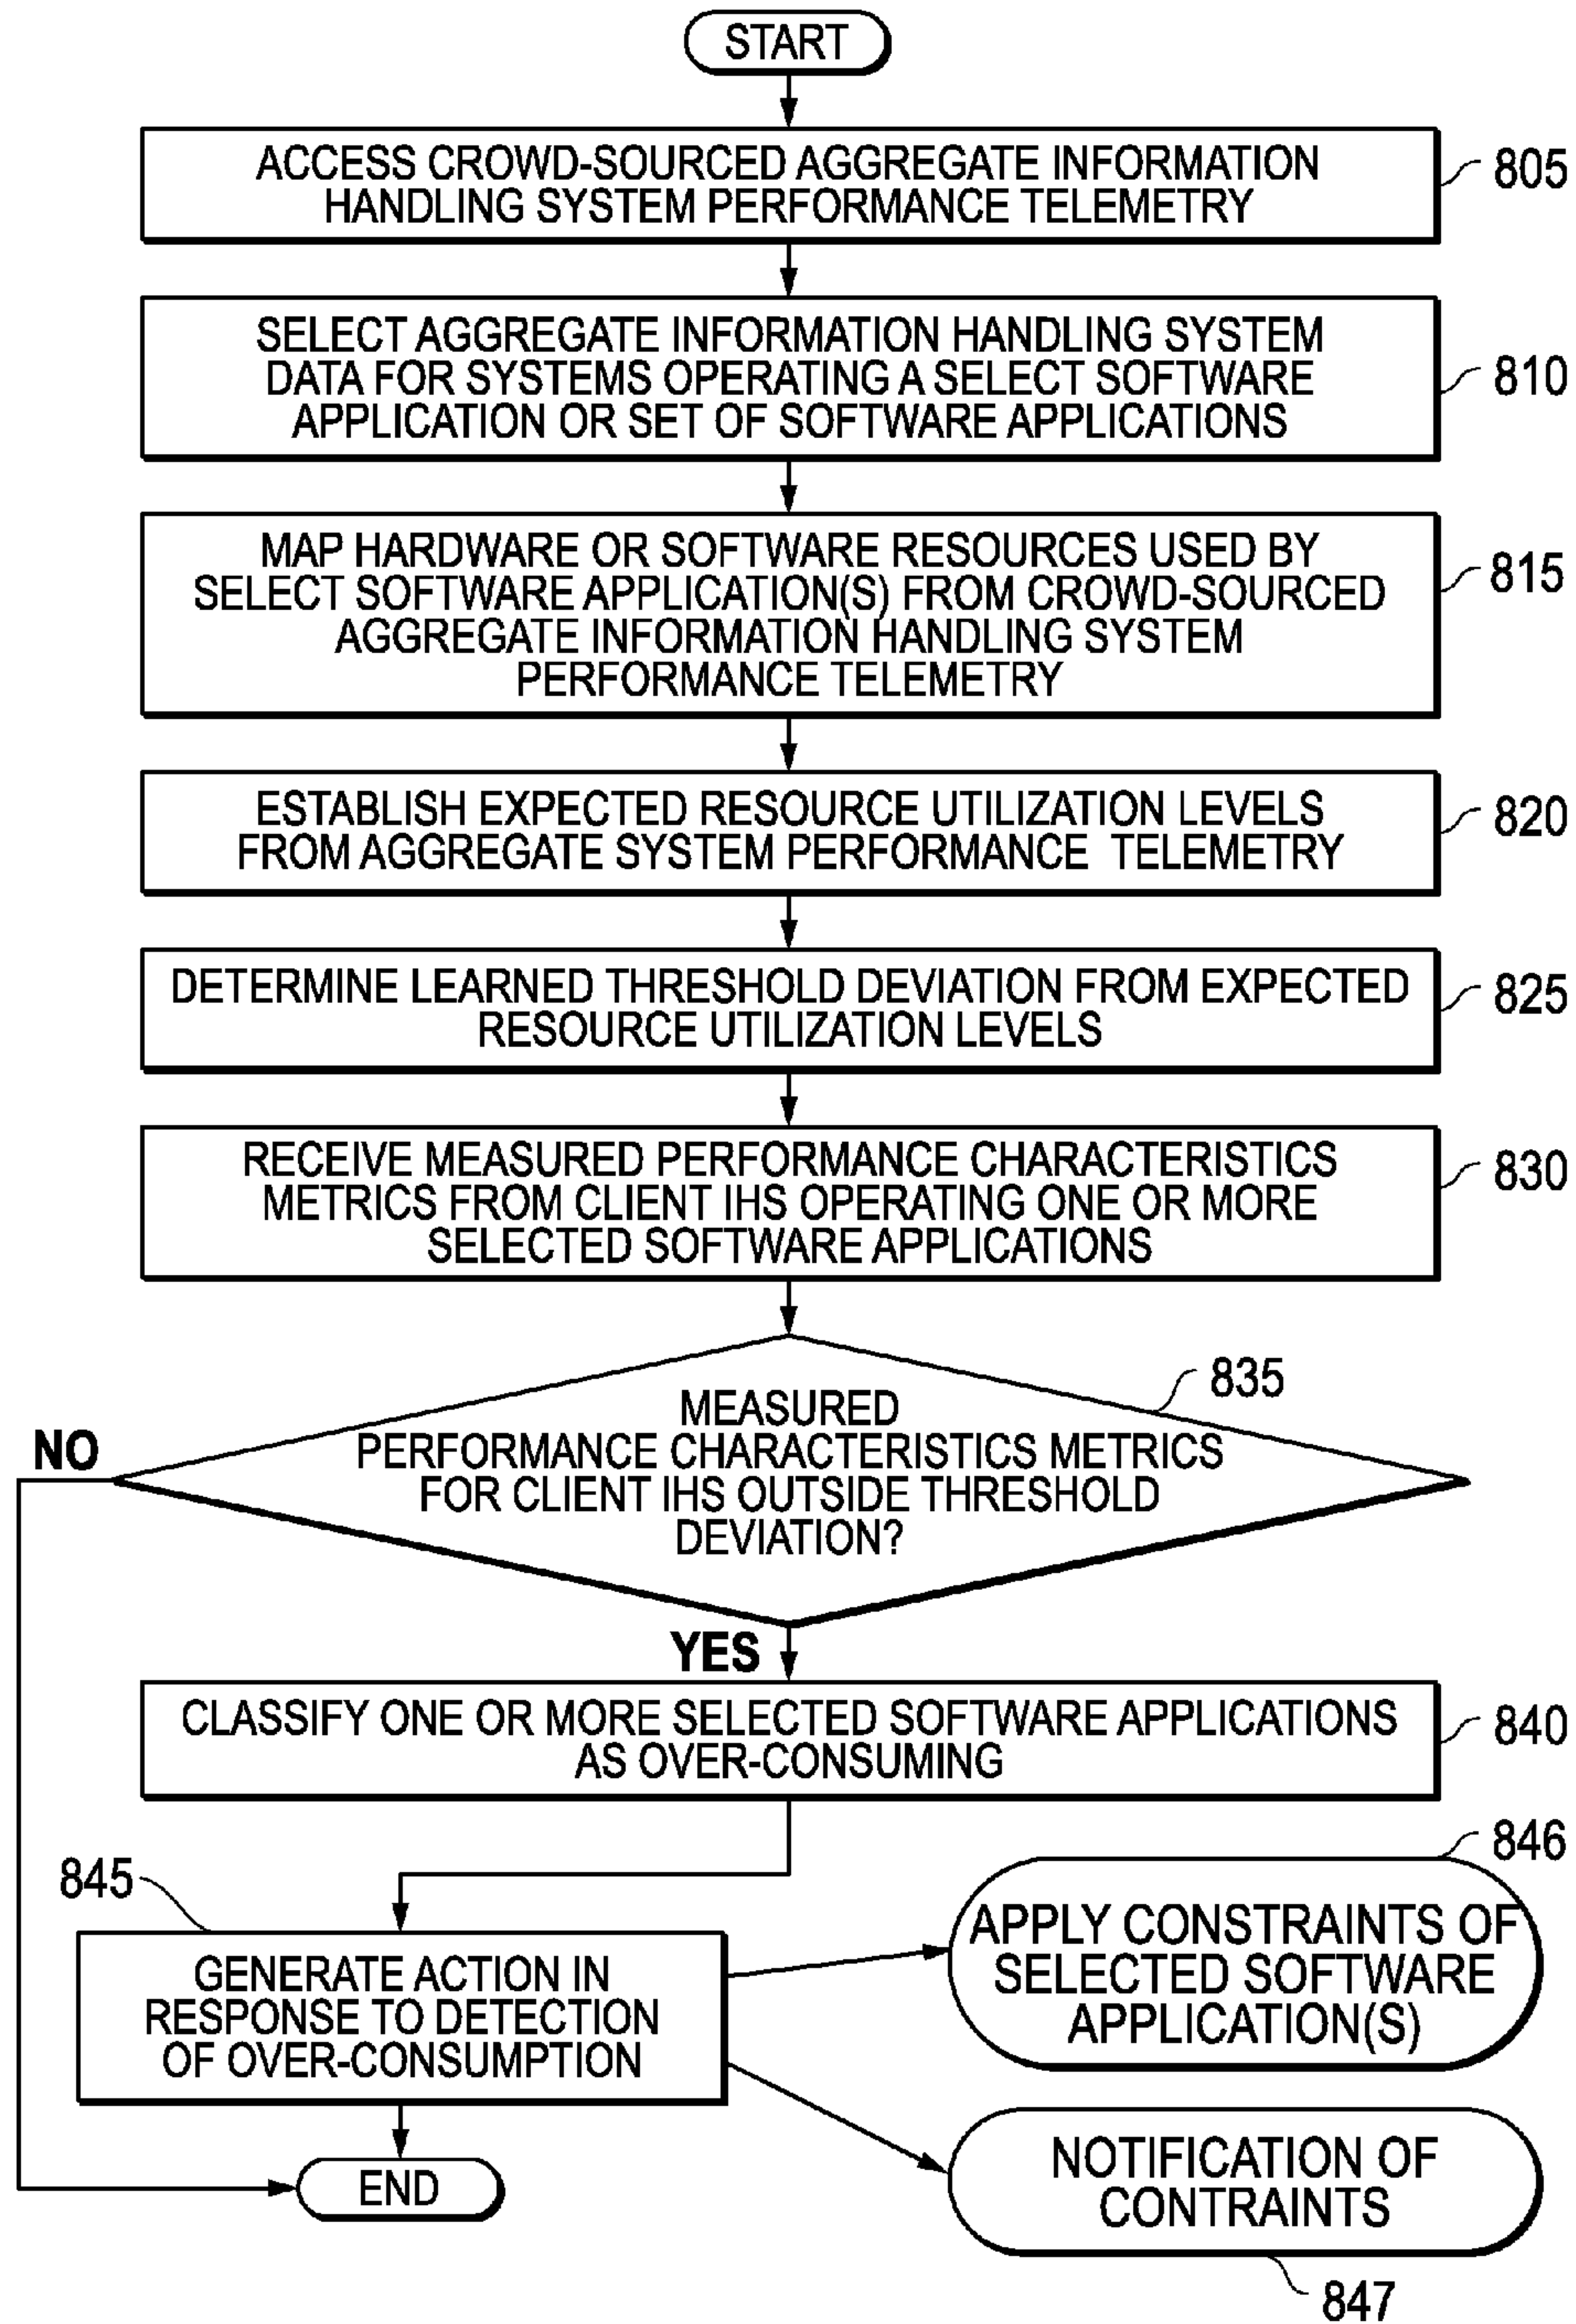 START
ACCESS CROWD-SOURCED AGGREGATE INFORMATION
HANDLING SYSTEM PERFORMANCE TELEMETRY
805
SELECT AGGREGATE INFORMATION HANDLING SYSTEM
DATA FOR SYSTEMS OPERATING A SELECT SOFTWARE
APPLICATION OR SET OF SOFTWARE APPLICATIONS
810
MAP HARDWARE OR SOFTWARE RESOURCES USED BY
SELECT SOFTWARE APPLICATION(S) FROM CROWD-SOURCED
AGGREGATE INFORMATION HANDLING SYSTEM
PERFORMANCE TELEMETRY
815
ESTABLISH EXPECTED RESOURCE UTILIZATION LEVELS
FROM AGGREGATE SYSTEM PERFORMANCE TELEMETRY
820
DETERMINE LEARNED THRESHOLD DEVIATION FROM EXPECTED
RESOURCE UTILIZATION LEVELS
825
RECEIVE MEASURED PERFORMANCE CHARACTERISTICS
METRICS FROM CLIENT IHS OPERATING ONE OR MORE
SELECTED SOFTWARE APPLICATIONS
830
835
MEASURED
PERFORMANCE CHARACTERISTICS METRICS
FOR CLIENT IHS OUTSIDE THRESHOLD
DEVIATION?
NO
YES
CLASSIFY ONE OR MORE SELECTED SOFTWARE APPLICATIONS
AS OVER-CONSUMING
840
845
GENERATE ACTION IN
RESPONSE TO DETECTION
OF OVER-CONSUMPTION
846
APPLY CONSTRAINTS OF
SELECTED SOFTWARE
APPLICATION(S)
NOTIFICATION OF
CONTRAINTS
847
END